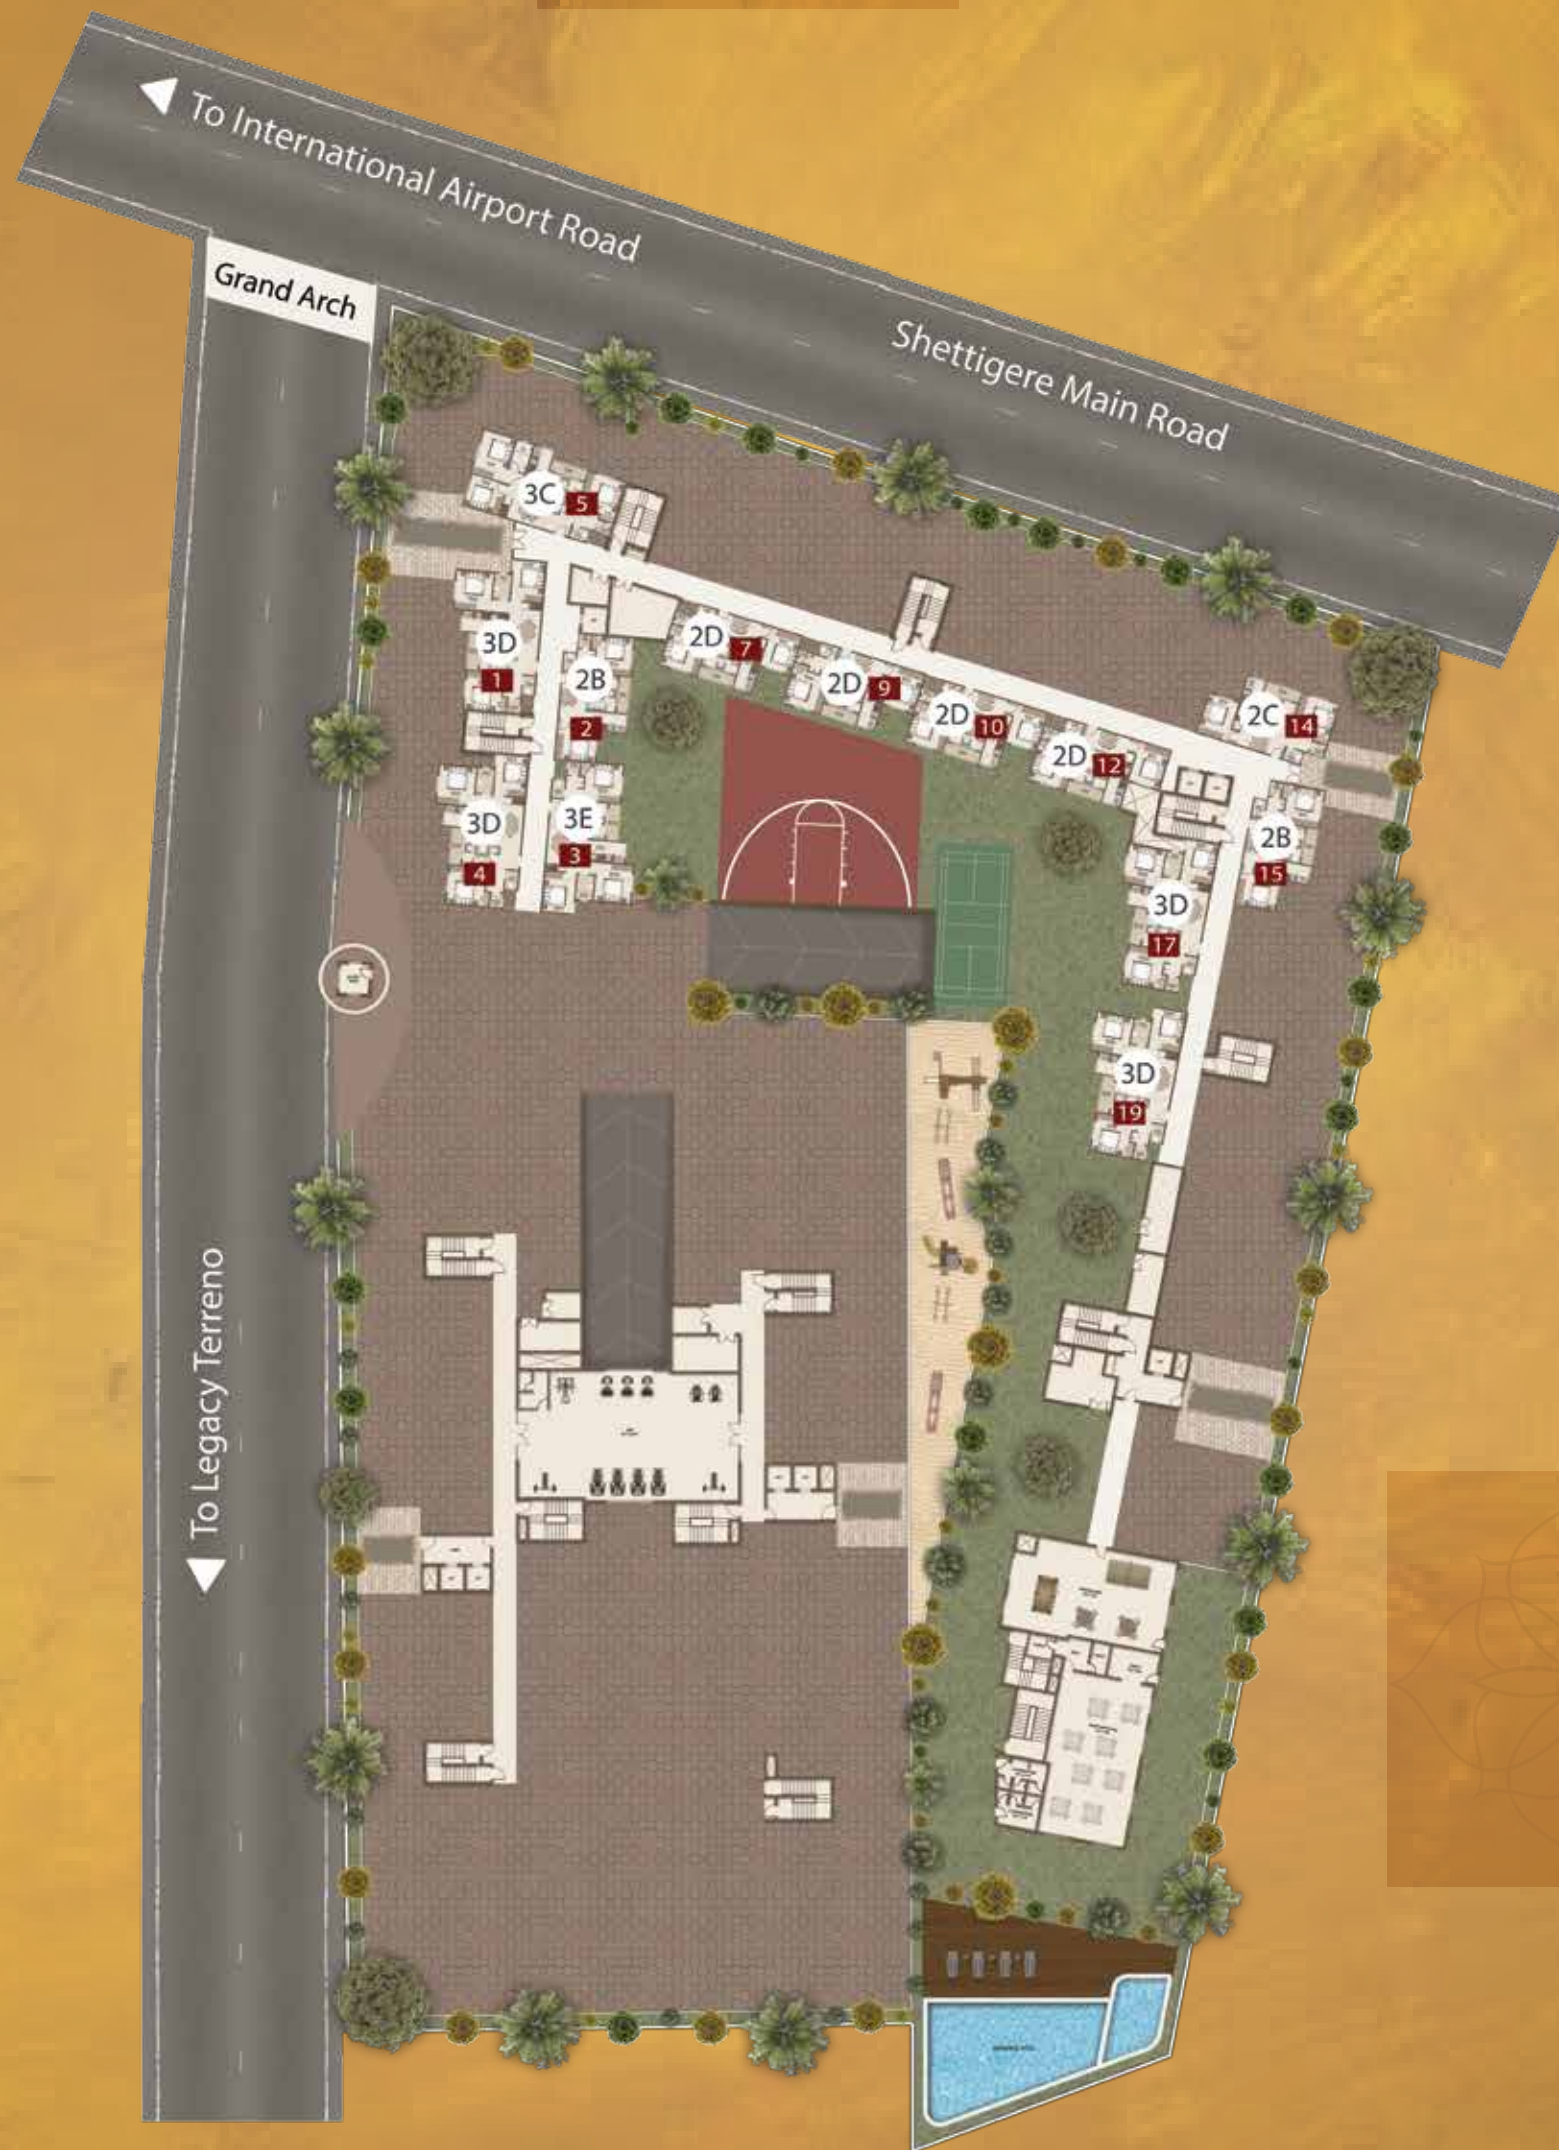 To International Airport Road
Grand Arch
Shettigere Main Road
3C
5
3D
1
2B
2
2D
7
2D
9
2D
10
2D
12
2C
14
3D
4
3E
3
2B
15
3D
17
3D
19
To Legacy Terreno